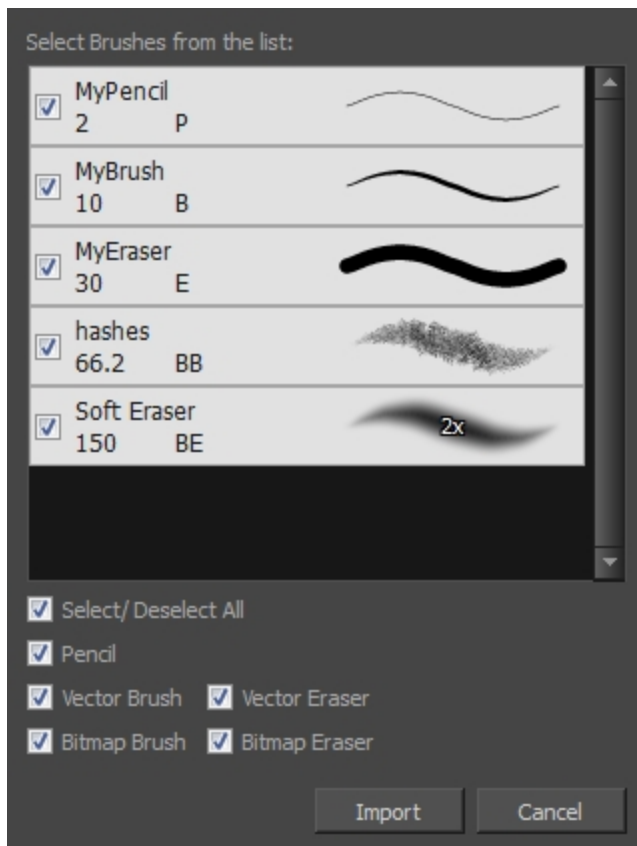 Select Brushes from the list:
MyPencil
2 P
MyBrush
10 B
MyEraser
30 E
hashes
66.2 BB
Soft Eraser
150 BE
2x
Select/ Deselect All
Pencil
Vector Brush Vector Eraser
Bitmap Brush Bitmap Eraser
Import Cancel